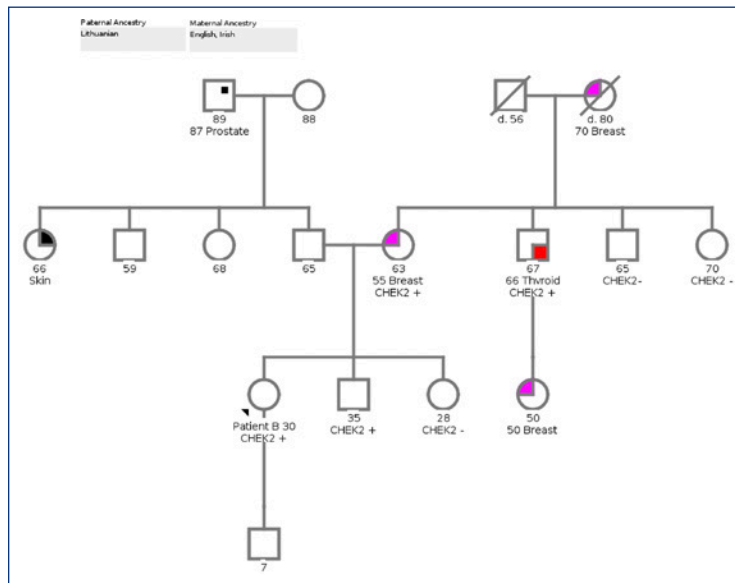 Paternal Ancestry
Maternal Ancestry
Lithuanian
English, Irish
89
87 Prostate
88
d. 56
d. 80
70 Breast
66
Skin
59
68
65
63
55 Breast
CHEK2 +
67
66 Thyroid
CHEK2 +
65
CHEK2-
70
CHEK2 -
Patient B 30
CHEK2 +
35
CHEK2 +
28
CHEK2 -
50
50 Breast
7